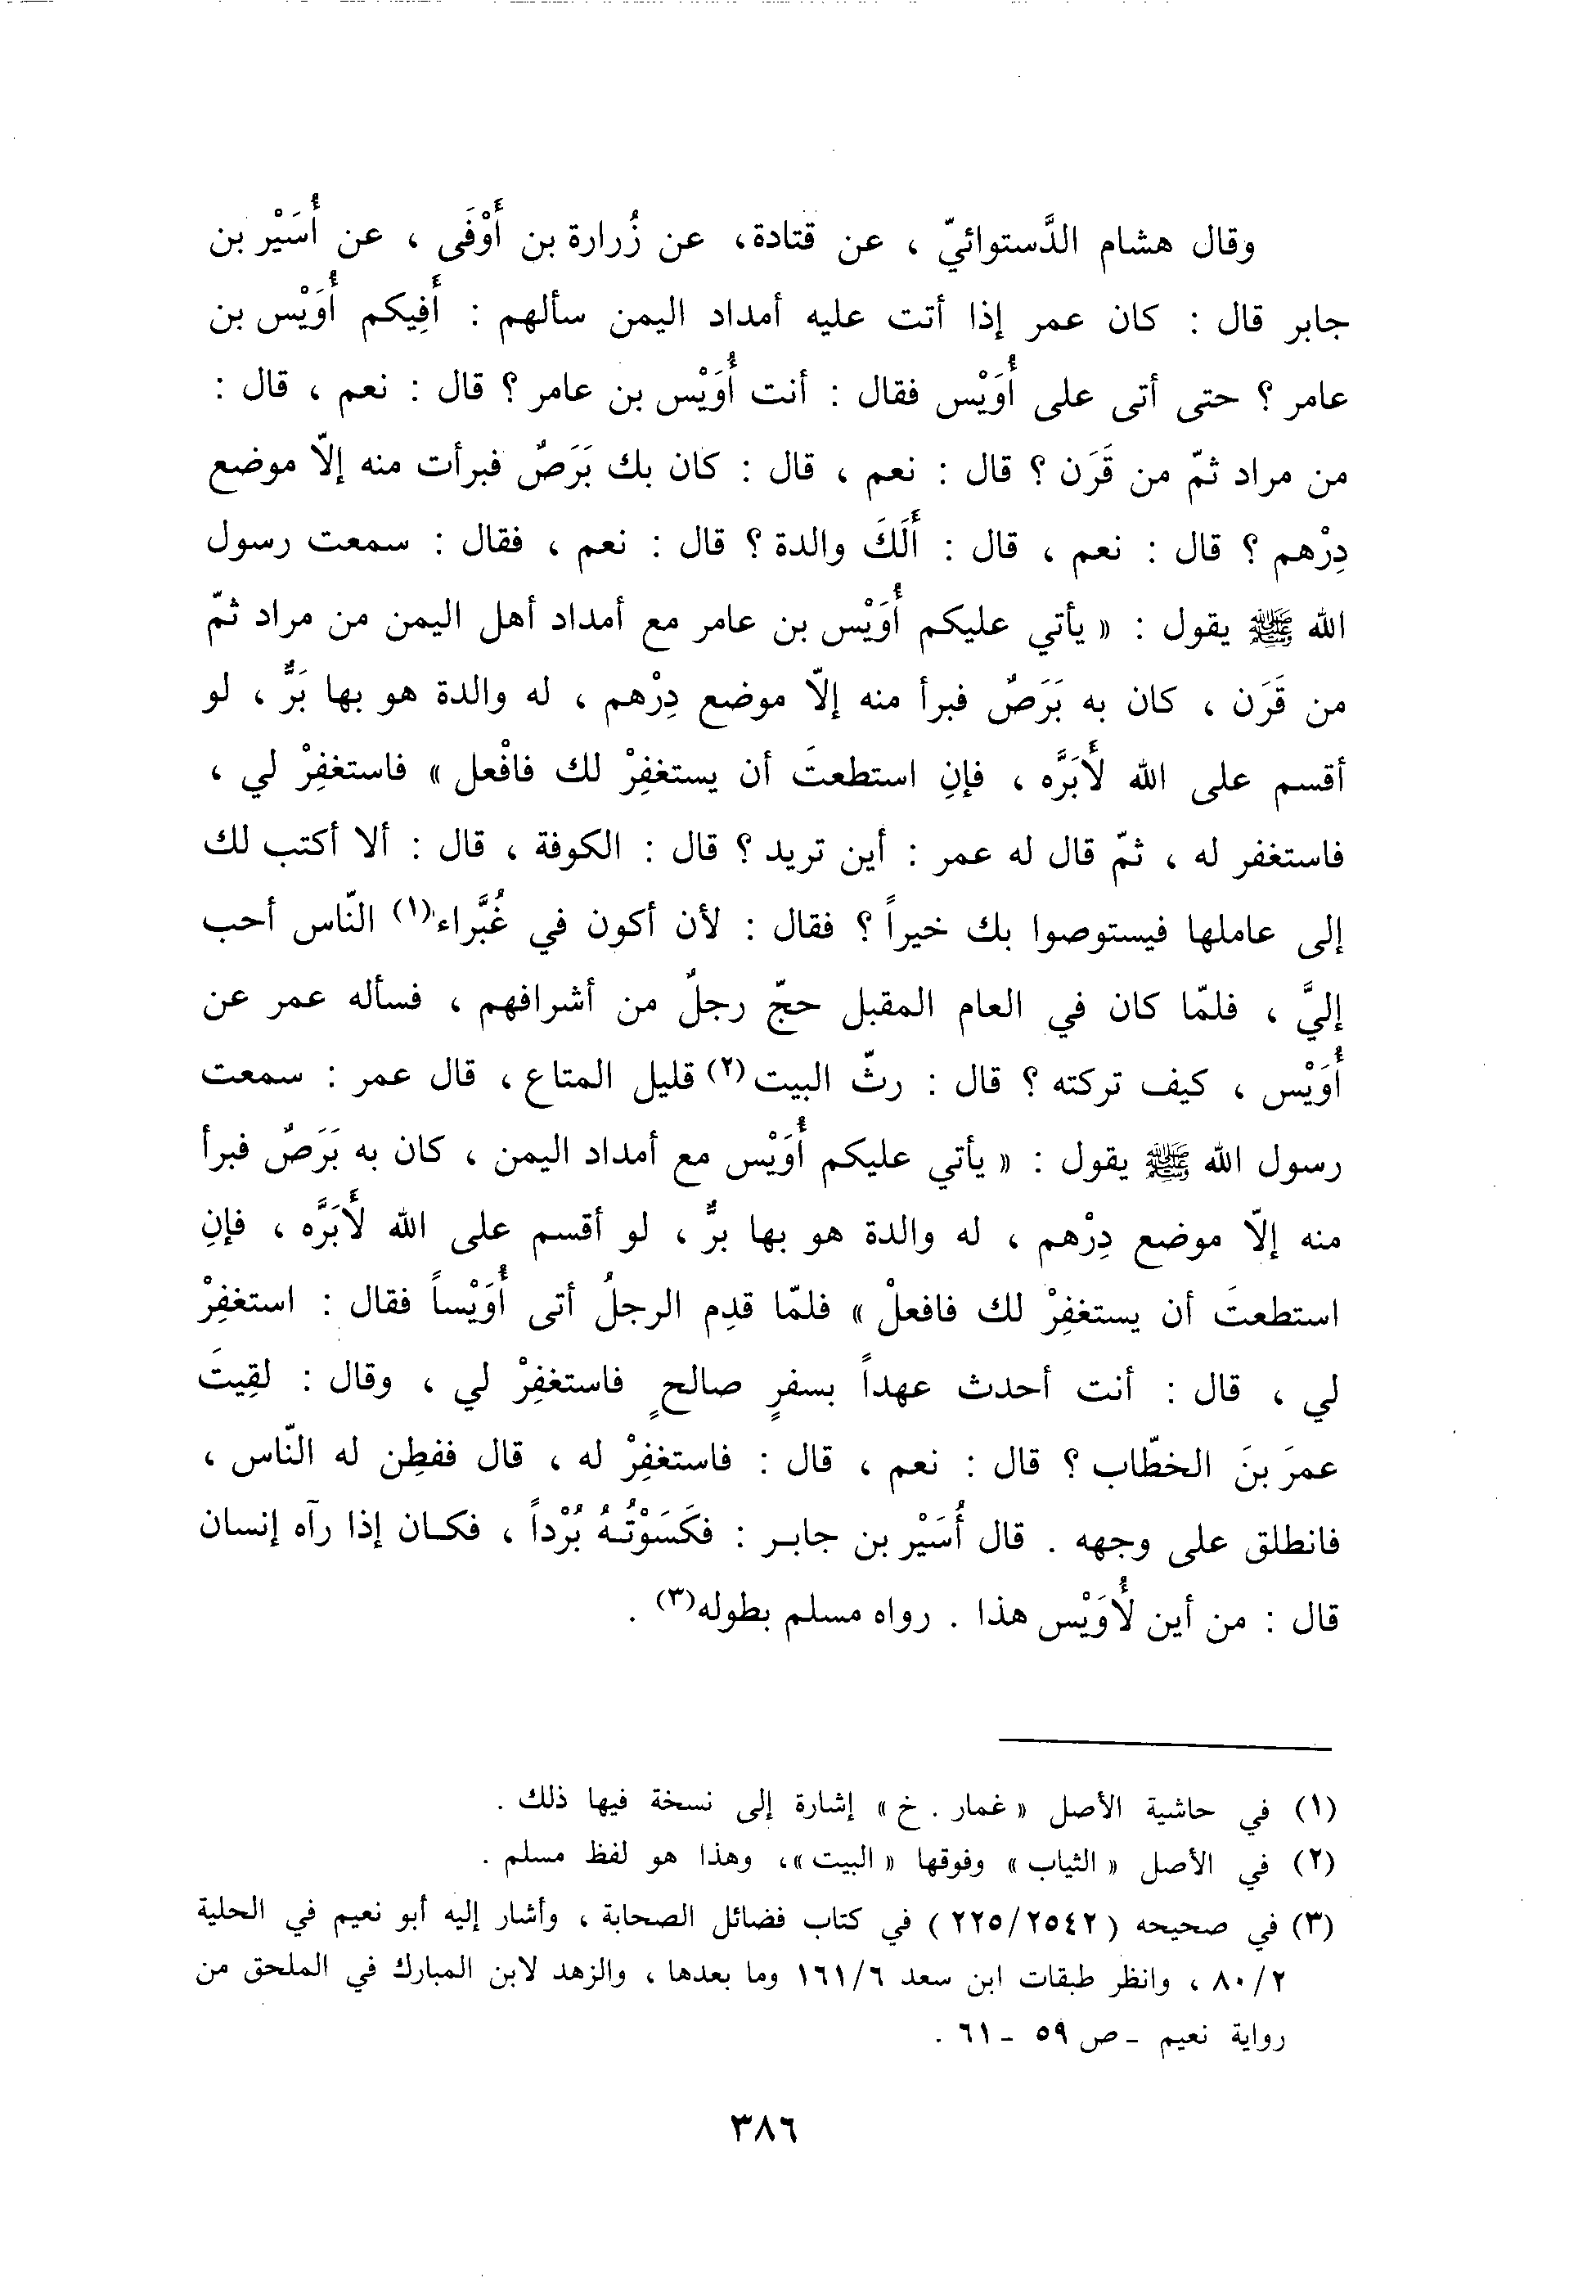 وقال هشام الدَّستوائيّ ، عن قتادة، عن زُرارة بن أَوْفَى ، عن أُسَيْر بن
جابر قال : كان عمر إذا أتت عليه أمداد اليمن سألهم : أَفِيكم أُوَيْس بن
عامر ؟ حتى أتى على أُوَيْس فقال : أنت أُوَيْس بن عامر ؟ قال : نعم ، قال :
من مراد ثمّ من قَرَن ؟ قال : نعم ، قال : كان بك بَرَصٌ فبرأت منه إلاّ موضع
دِرْهم ؟ قال : نعم ، قال : أَلَكَ والدة ؟ قال : نعم ، فقال : سمعت رسول
الله ﷺ يقول : « يأتي عليكم أُوَيْس بن عامر مع أمداد أهل اليمن من مراد ثمّ
من قَرَن ، كان به بَرَصٌ فبرأ منه إلاّ موضع دِرْهم ، له والدة هو بها بَرٌّ ، لو
أقسم على الله لأَبَرَّه ، فإنِ استطعتَ أن يستغفِرْ لك فافْعل » فاستغفِرْ لي ،
فاستغفر له ، ثمّ قال له عمر : أين تريد ؟ قال : الكوفة ، قال : ألا أكتب لك
إلى عاملها فيستوصوا بك خيراً ؟ فقال : لأن أكون في غُبَّراء(١) النّاس أحب
إليَّ ، فلمّا كان في العام المقبل حجّ رجلٌ من أشرافهم ، فسأله عمر عن
أُوَيْس ، كيف تركته ؟ قال : رثّ البيت(٢) قليل المتاع ، قال عمر : سمعت
رسول الله ﷺ يقول : « يأتي عليكم أُوَيْس مع أمداد اليمن ، كان به بَرَصٌ فبرأ
منه إلاّ موضع دِرْهم ، له والدة هو بها برٌّ ، لو أقسم على الله لأَبَرَّه ، فإنِ
استطعتَ أن يستغفِرْ لك فافعلْ » فلمّا قدِم الرجلُ أتى أُوَيْساً فقال : استغفِرْ
لي ، قال : أنت أحدث عهداً بسفرٍ صالحٍ فاستغفِرْ لي ، وقال : لقِيتَ
عمرَ بنَ الخطّاب ؟ قال : نعم ، قال : فاستغفِرْ له ، قال ففطِن له النّاس ،
فانطلق على وجهه . قال أُسَيْر بن جابـر : فكَسَوْتُـهُ بُرْداً ، فكـان إذا رآه إنسان
قال : من أين لأُوَيْس هذا . رواه مسلم بطوله(٣) .
(١) في حاشية الأصل « غمار . خ » إشارة إلى نسخة فيها ذلك .
(٢) في الأصل « الثياب » وفوقها « البيت »، وهذا هو لفظ مسلم .
(٣) في صحيحه ( ٢٢٥/٢٥٤٢ ) في كتاب فضائل الصحابة ، وأشار إليه أبو نعيم في الحلية
٨٠/٢ ، وانظر طبقات ابن سعد ١٦١/٦ وما بعدها ، والزهد لابن المبارك في الملحق من
رواية نعيم ـ ص ٥٩ ـ ٦١ .
٣٨٦